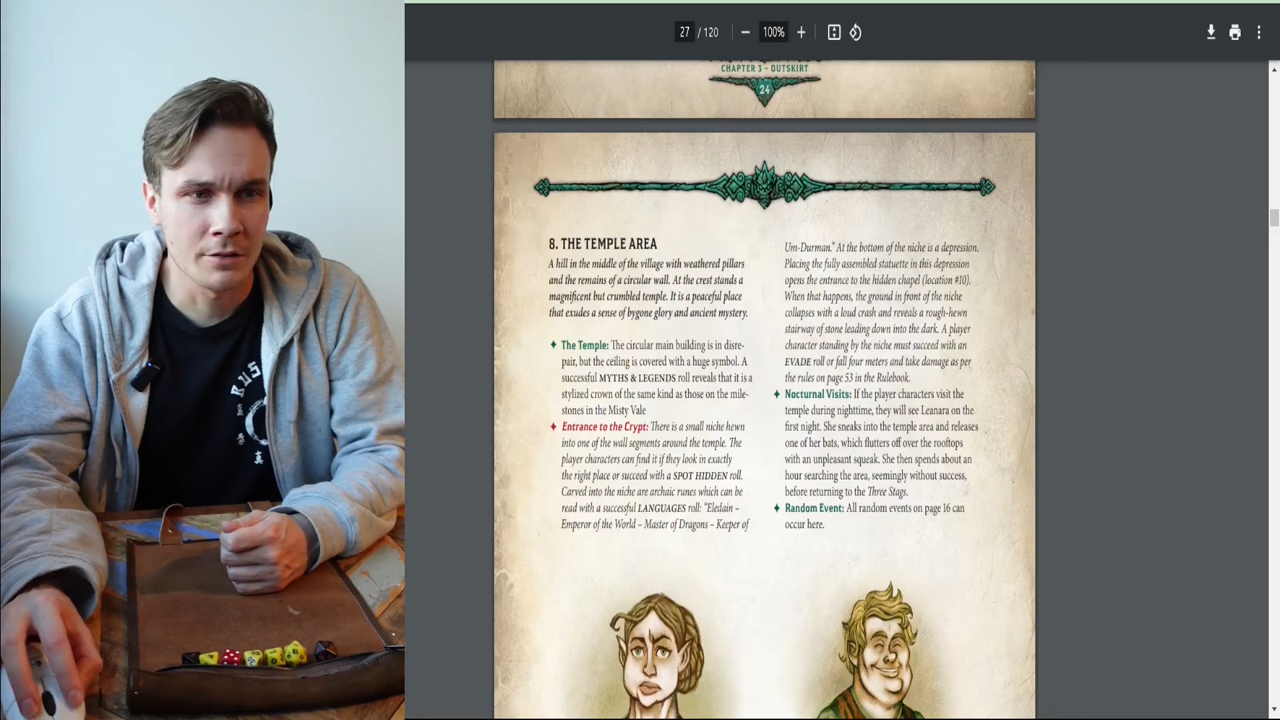 27 / 120
100%
CHAPTER 3 – OUTSKIRT
24
8. THE TEMPLE AREA
A hill in the middle of the village with weathered pillars
and the remains of a circular wall. At the crest stands a
magnificent but crumbled temple. It is a peaceful place
that exudes a sense of bygone glory and ancient mystery.
✦ The Temple: The circular main building is in disre-
pair, but the ceiling is covered with a huge symbol. A
successful MYTHS & LEGENDS roll reveals that it is a
stylized crown of the same kind as those on the mile-
stones in the Misty Vale
✦ Entrance to the Crypt: There is a small niche hewn
into one of the wall segments around the temple. The
player characters can find it if they look in exactly
the right place or succeed with a SPOT HIDDEN roll.
Carved into the niche are archaic runes which can be
read with a successful LANGUAGES roll: "Eledain –
Emperor of the World – Master of Dragons – Keeper of
Um-Durman." At the bottom of the niche is a depression.
Placing the fully assembled statuette in this depression
opens the entrance to the hidden chapel (location #10).
When that happens, the ground in front of the niche
collapses with a loud crash and reveals a rough-hewn
stairway of stone leading down into the dark. A player
character standing by the niche must succeed with an
EVADE roll or fall four meters and take damage as per
the rules on page 53 in the Rulebook.
✦ Nocturnal Visits: If the player characters visit the
temple during nighttime, they will see Leanara on the
first night. She sneaks into the temple area and releases
one of her bats, which flutters off over the rooftops
with an unpleasant squeak. She then spends about an
hour searching the area, seemingly without success,
before returning to the Three Stags.
✦ Random Event: All random events on page 16 can
occur here.